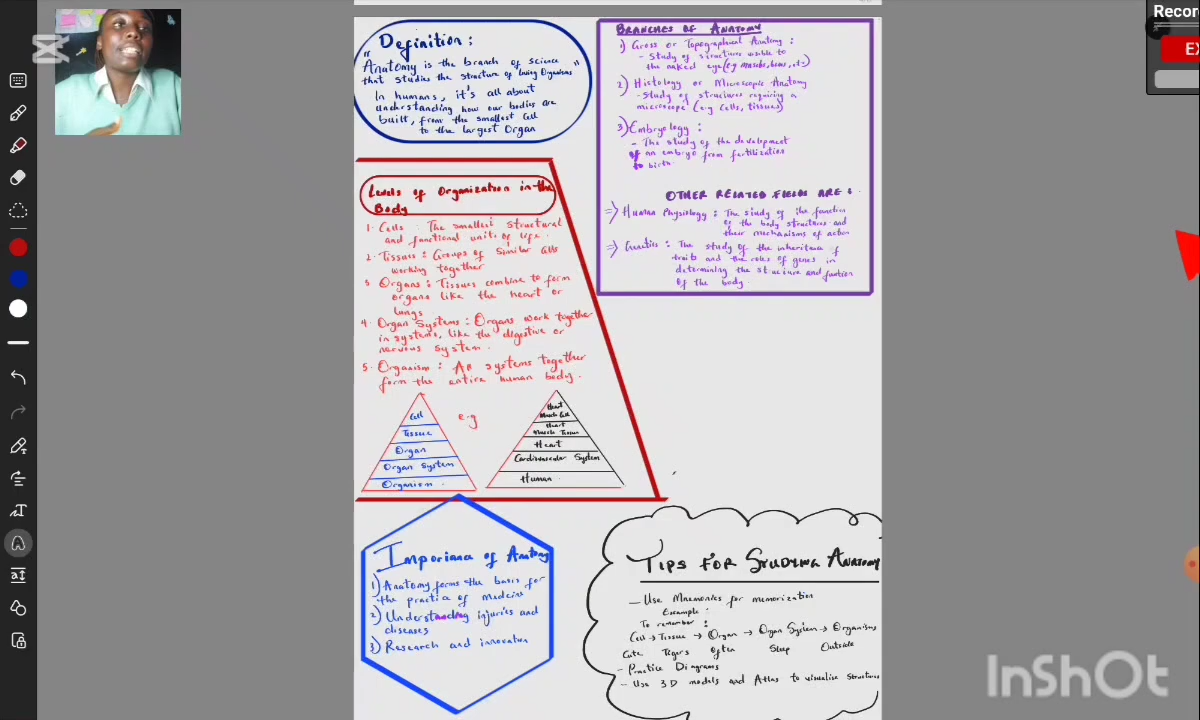 Definition:
"Anatomy is the branch of science
that studies the structure of living Organisms"
In humans, it's all about
understanding how our bodies are
built, from the smallest Cell
to the largest Organ
Levels of Organization in the
Body
1. Cells: The smallest structural
and functional units of life.
2. Tissues: Groups of Similar Cells
working together
3. Organs: Tissues combine to form
organs like the heart or
lungs
4. Organ Systems: Organs work together
in systems, like the digestive or
nervous system.
5. Organism: All systems together
form the entire human body.
Cell
Tissue
Organ
Organ System
Organism
e.g
Heart
Muscle Cell
Heart
Muscle Tissue
Heart
Cardiovascular System
Human
Branches of Anatomy
1) Gross or Topographical Anatomy:
- Study of structures visible to
the naked eye (e.g muscles, bones, etc)
2) Histology or Microscopic Anatomy
- Study of structures requiring a
microscope (e.g Cells, tissues)
3) Embryology:
- The study of the development
of an embryo from fertilization
to birth.
OTHER RELATED FIELDS ARE:
=> Human Physiology: The study of the function
of the body structures and
their mechanisms of action
=> Genetics: The study of the inheritance of
traits and the roles of genes in
determining the structure and function
of the body
Imporiance of Anatomy
1) Anatomy forms the basis for
the practice of medicine
2) Understanding injuries and
diseases
3) Research and innovation
Tips for Studying Anatomy
- Use Mnemonics for memorization
Example:
To remember:
Cell → Tissue → Organ → Organ System → Organisms
Cute Tigers Often Sleep Outside
- Practice Diagrams
- Use 3D models and Atlas to visualise structures
Recor
InShOt